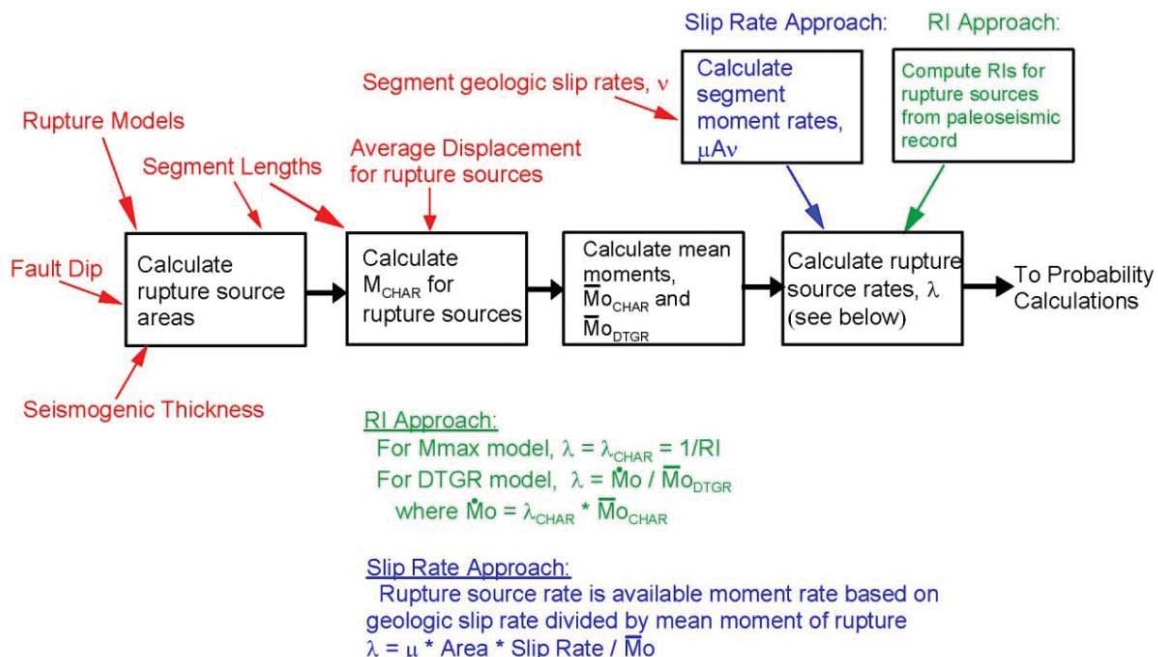 Slip Rate Approach:
RI Approach:
Segment geologic slip rates, ν
Calculate
segment
moment rates,
μAν
Compute RIs for
rupture sources
from paleoseismic
record
Rupture Models
Segment Lengths
Average Displacement
for rupture sources
Fault Dip
Seismogenic Thickness
Calculate
rupture source
areas
Calculate
M_CHAR for
rupture sources
Calculate mean
moments,
M̅o_CHAR and
M̅o_DTGR
Calculate rupture
source rates, λ
(see below)
To Probability
Calculations
RI Approach:
For Mmax model, λ = λ_CHAR = 1/RI
For DTGR model, λ = Ṁo / M̅o_DTGR
where Ṁo = λ_CHAR * M̅o_CHAR
Slip Rate Approach:
Rupture source rate is available moment rate based on
geologic slip rate divided by mean moment of rupture
λ = μ * Area * Slip Rate / M̅o